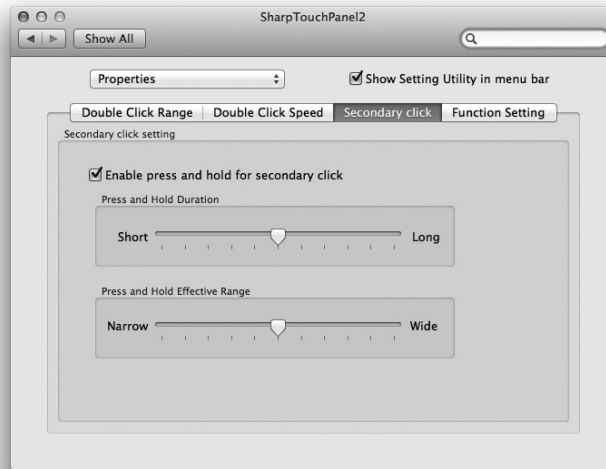 SharpTouchPanel2
Show All
Properties
Show Setting Utility in menu bar
Double Click Range
Double Click Speed
Secondary click
Function Setting
Secondary click setting
Enable press and hold for secondary click
Press and Hold Duration
Short
Long
Press and Hold Effective Range
Narrow
Wide